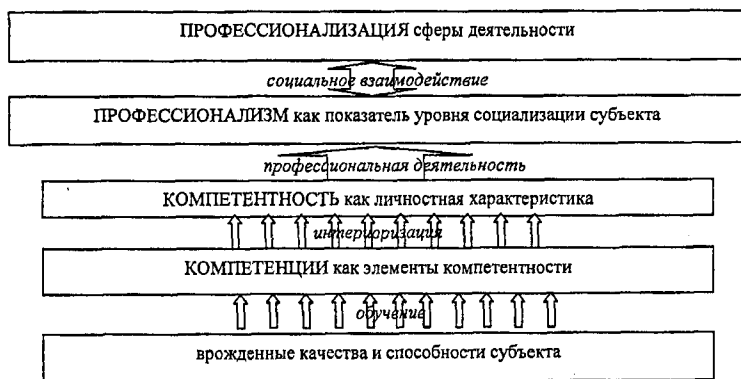 ПРОФЕССИОНАЛИЗАЦИЯ сферы деятельности
социальное взаимодействие
ПРОФЕССИОНАЛИЗМ как показатель уровня социализации субъекта
профессиональная деятельность
КОМПЕТЕНТНОСТЬ как личностная характеристика
интериоризация
КОМПЕТЕНЦИИ как элементы компетентности
обучение
врожденные качества и способности субъекта